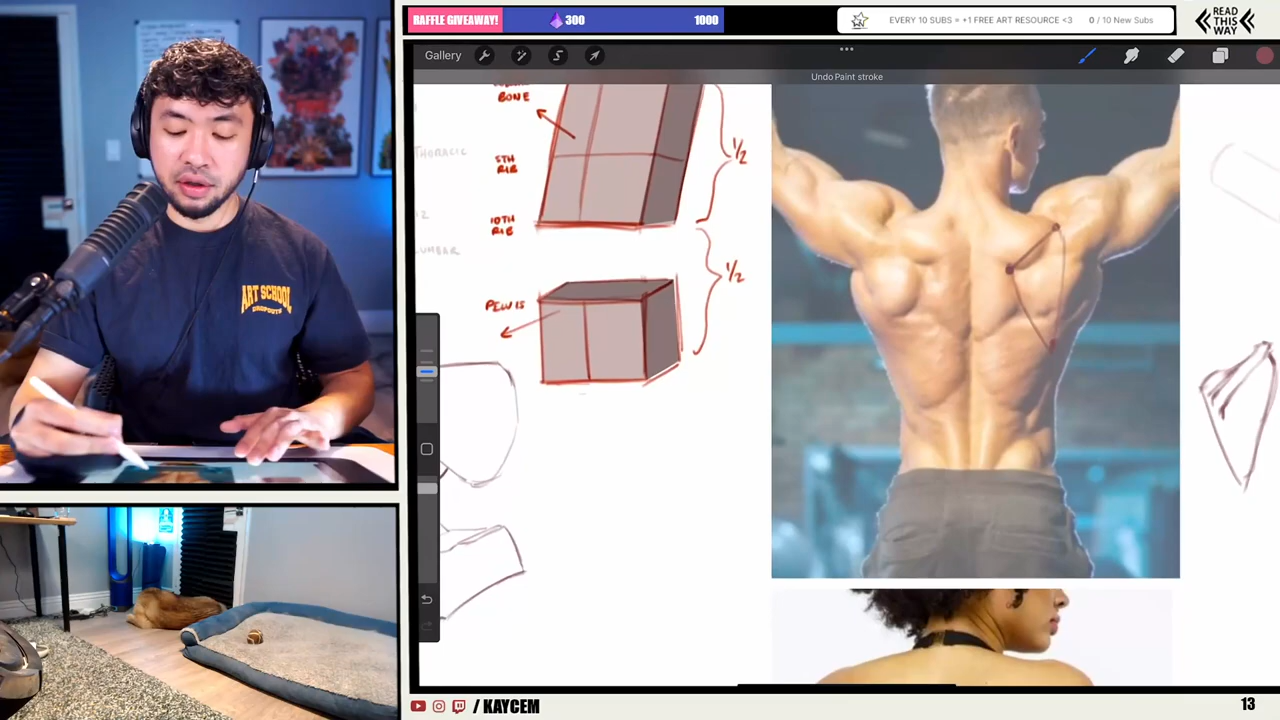 RAFFLE GIVEAWAY!
300
1000
EVERY 10 SUBS = +1 FREE ART RESOURCE <3
0 / 10 New Subs
READ
THIS
WAY
Gallery
Undo Paint stroke
BONE
THORACIC
5TH
RIB
1/2
10TH
RIB
LUMBAR
1/2
PELVIS
ART SCHOOL
DROPOUTS
/ KAYCEM
13